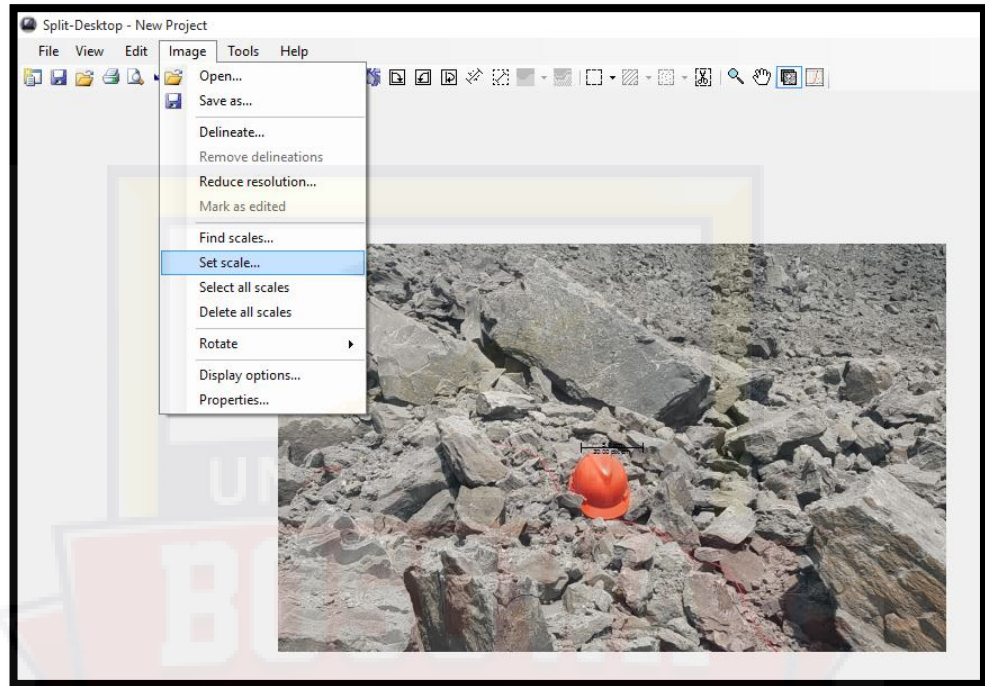 Split-Desktop - New Project
File View Edit Image Tools Help
Open...
Save as...
Delineate...
Remove delineations
Reduce resolution...
Mark as edited
Find scales...
Set scale...
Select all scales
Delete all scales
Rotate
Display options...
Properties...
UN